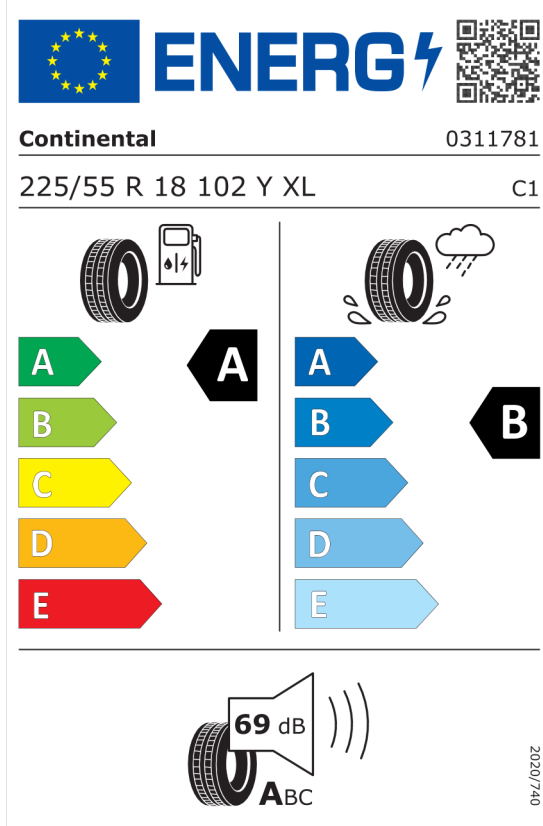 ENERG
Continental 0311781
225/55 R 18 102 Y XL C1
A A
B
C
D
E
A
B B
C
D
E
69 dB
ABC
2020/740